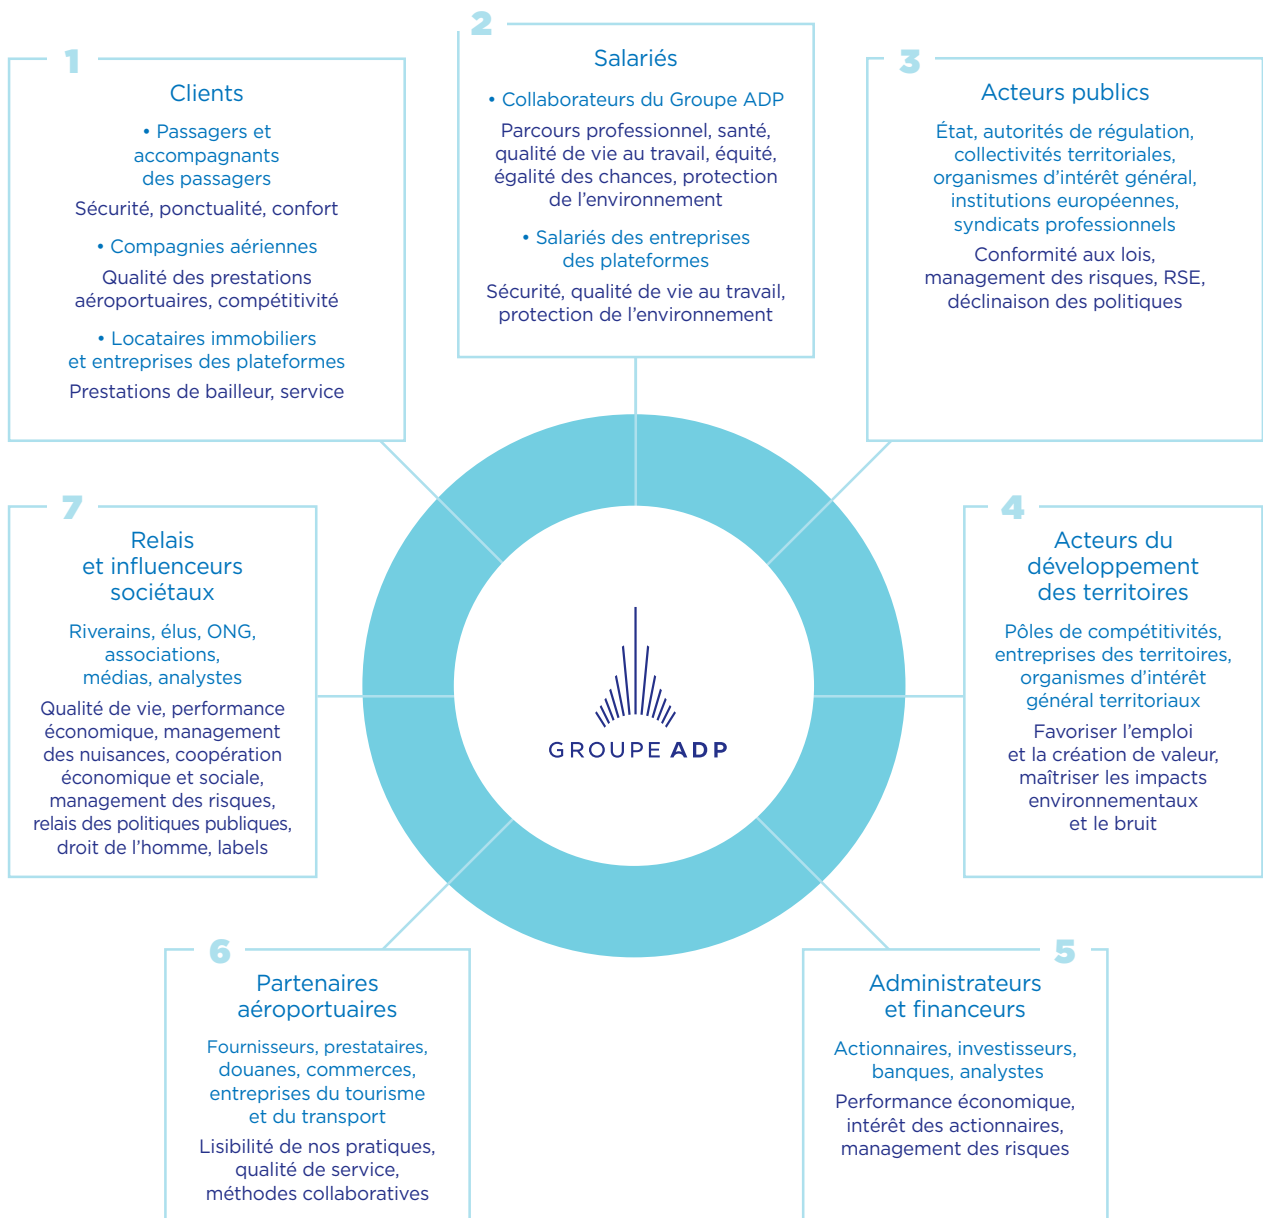 1
Clients
• Passagers et
accompagnants
des passagers
Sécurité, ponctualité, confort
• Compagnies aériennes
Qualité des prestations
aéroportuaires, compétitivité
• Locataires immobiliers
et entreprises des plateformes
Prestations de bailleur, service
2
Salariés
• Collaborateurs du Groupe ADP
Parcours professionnel, santé,
qualité de vie au travail, équité,
égalité des chances, protection
de l’environnement
• Salariés des entreprises
des plateformes
Sécurité, qualité de vie au travail,
protection de l’environnement
3
Acteurs publics
État, autorités de régulation,
collectivités territoriales,
organismes d’intérêt général,
institutions européennes,
syndicats professionnels
Conformité aux lois,
management des risques, RSE,
déclinaison des politiques
4
Acteurs du
développement
des territoires
Pôles de compétitivités,
entreprises des territoires,
organismes d’intérêt
général territoriaux
Favoriser l’emploi
et la création de valeur,
maîtriser les impacts
environnementaux
et le bruit
5
Administrateurs
et financeurs
Actionnaires, investisseurs,
banques, analystes
Performance économique,
intérêt des actionnaires,
management des risques
6
Partenaires
aéroportuaires
Fournisseurs, prestataires,
douanes, commerces,
entreprises du tourisme
et du transport
Lisibilité de nos pratiques,
qualité de service,
méthodes collaboratives
7
Relais
et influenceurs
sociétaux
Riverains, élus, ONG,
associations,
médias, analystes
Qualité de vie, performance
économique, management
des nuisances, coopération
économique et sociale,
management des risques,
relais des politiques publiques,
droit de l’homme, labels
GROUPE ADP